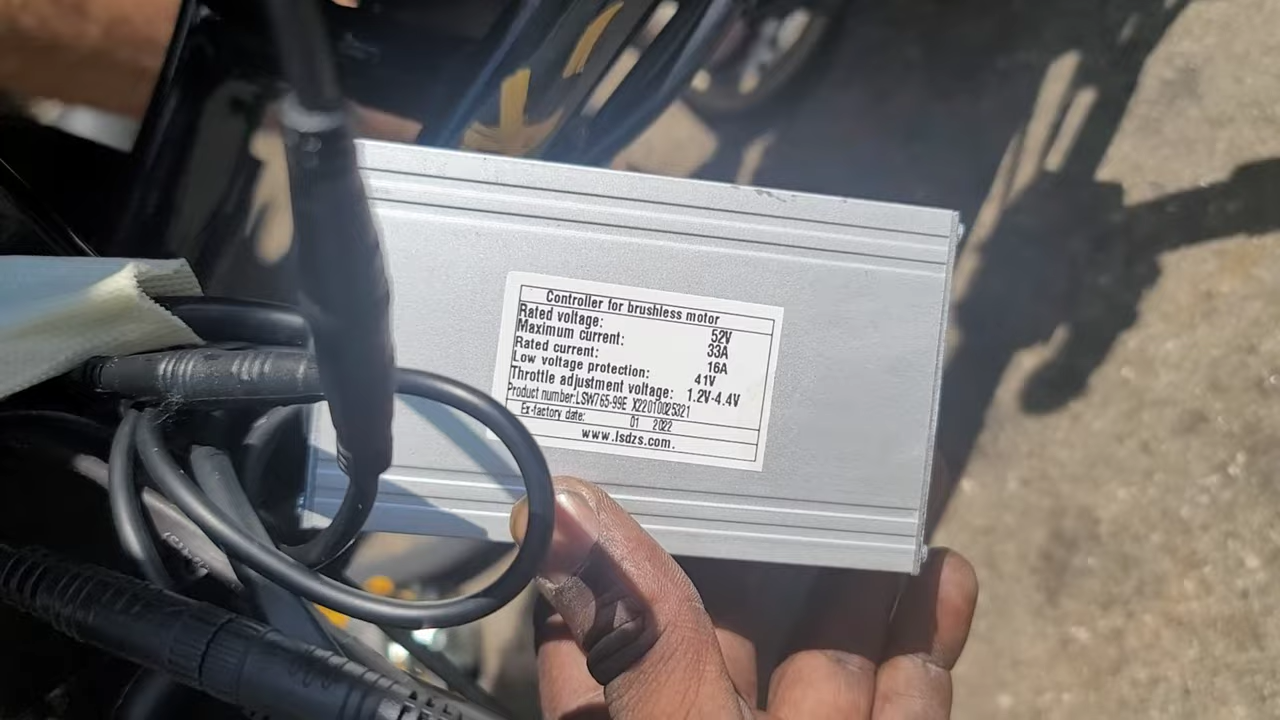 Controller for brushless motor
Rated voltage: 52V
Maximum current: 33A
Rated current: 16A
Low voltage protection: 41V
Throttle adjustment voltage: 1.2V-4.4V
Product number:LSW765-99E X22010025321
Ex-factory date: 01 2022
www.lsdzs.com.